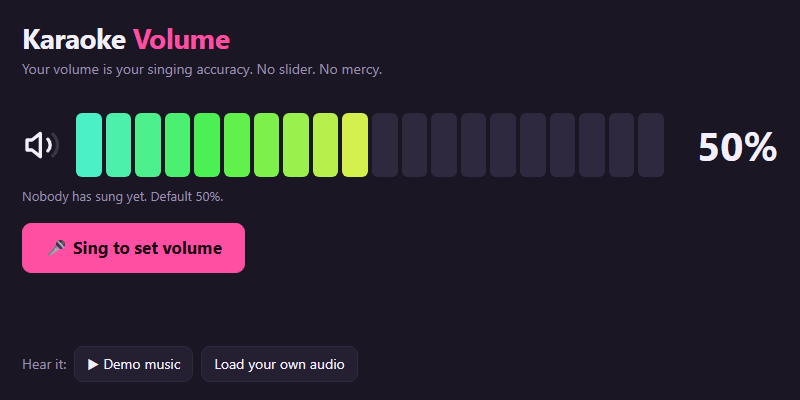 Karaoke Volume
Your volume is your singing accuracy. No slider. No mercy.
50%
Nobody has sung yet. Default 50%.
🎤 Sing to set volume
Hear it: ▶ Demo music Load your own audio